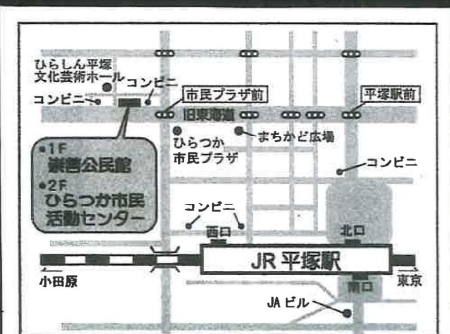 ひらしん平塚
文化芸術ホール
コンビニ
コンビニ
市民プラザ前
平塚駅前
旧東海道
ひらつか
市民プラザ
まちかど広場
コンビニ
●1F
崇善公民館
●2F
ひらつか市民
活動センター
コンビニ
西口
北口
JR 平塚駅
小田原
東京
南口
JAビル